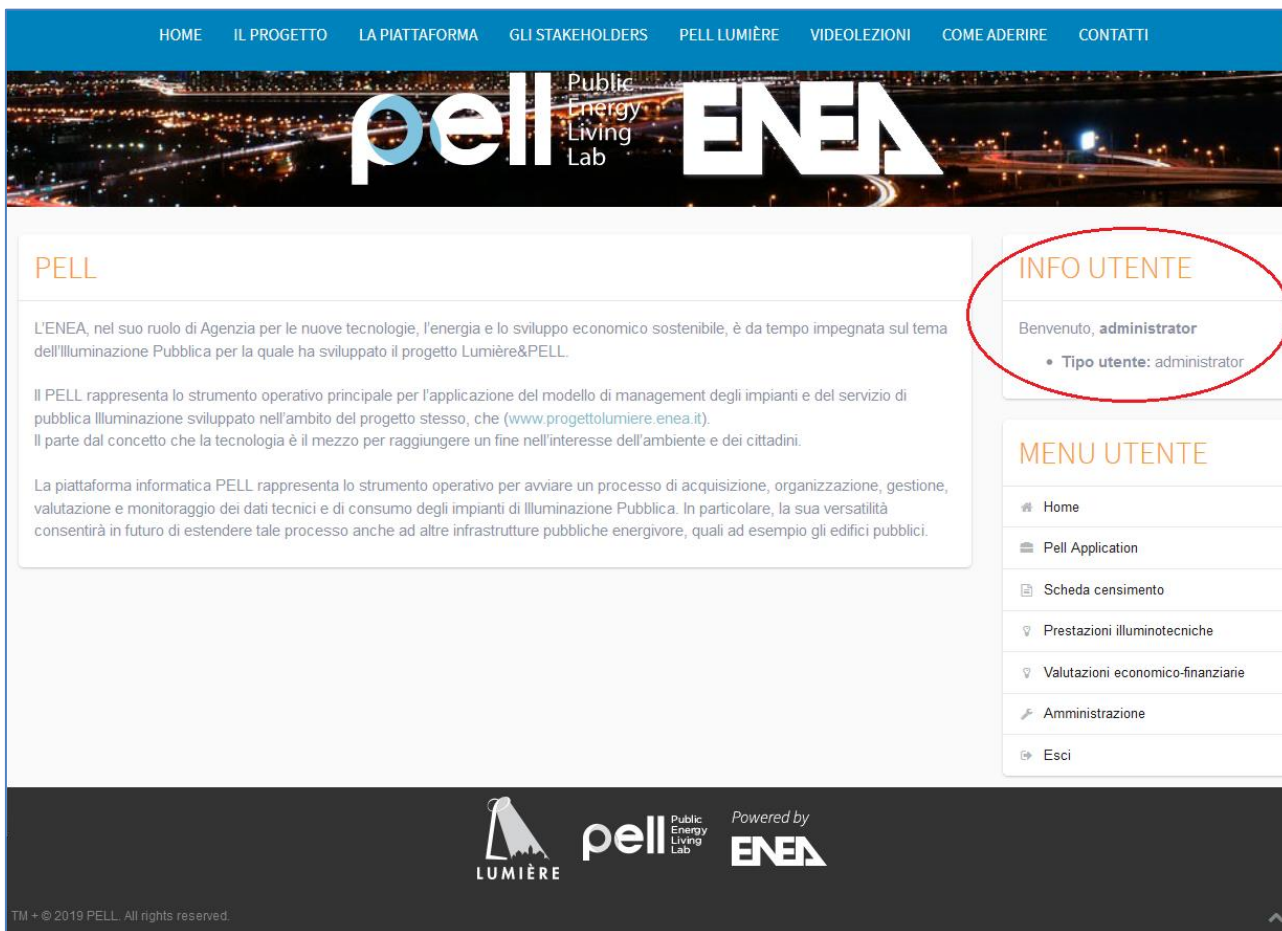 HOME IL PROGETTO LA PIATTAFORMA GLI STAKEHOLDERS PELL LUMIÈRE VIDEOLEZIONI COME ADERIRE CONTATTI
pell Public
Energy
Living
Lab
ENEA
PELL
L'ENEA, nel suo ruolo di Agenzia per le nuove tecnologie, l'energia e lo sviluppo economico sostenibile, è da tempo impegnata sul tema
dell'Illuminazione Pubblica per la quale ha sviluppato il progetto Lumière&PELL.
Il PELL rappresenta lo strumento operativo principale per l'applicazione del modello di management degli impianti e del servizio di
pubblica Illuminazione sviluppato nell'ambito del progetto stesso, che (www.progettolumiere.enea.it).
Il parte dal concetto che la tecnologia è il mezzo per raggiungere un fine nell'interesse dell'ambiente e dei cittadini.
La piattaforma informatica PELL rappresenta lo strumento operativo per avviare un processo di acquisizione, organizzazione, gestione,
valutazione e monitoraggio dei dati tecnici e di consumo degli impianti di Illuminazione Pubblica. In particolare, la sua versatilità
consentirà in futuro di estendere tale processo anche ad altre infrastrutture pubbliche energivore, quali ad esempio gli edifici pubblici.
INFO UTENTE
Benvenuto, administrator
• Tipo utente: administrator
MENU UTENTE
Home
Pell Application
Scheda censimento
Prestazioni illuminotecniche
Valutazioni economico-finanziarie
Amministrazione
Esci
LUMIÈRE
pell Public
Energy
Living
Lab
Powered by
ENEA
TM + © 2019 PELL. All rights reserved.